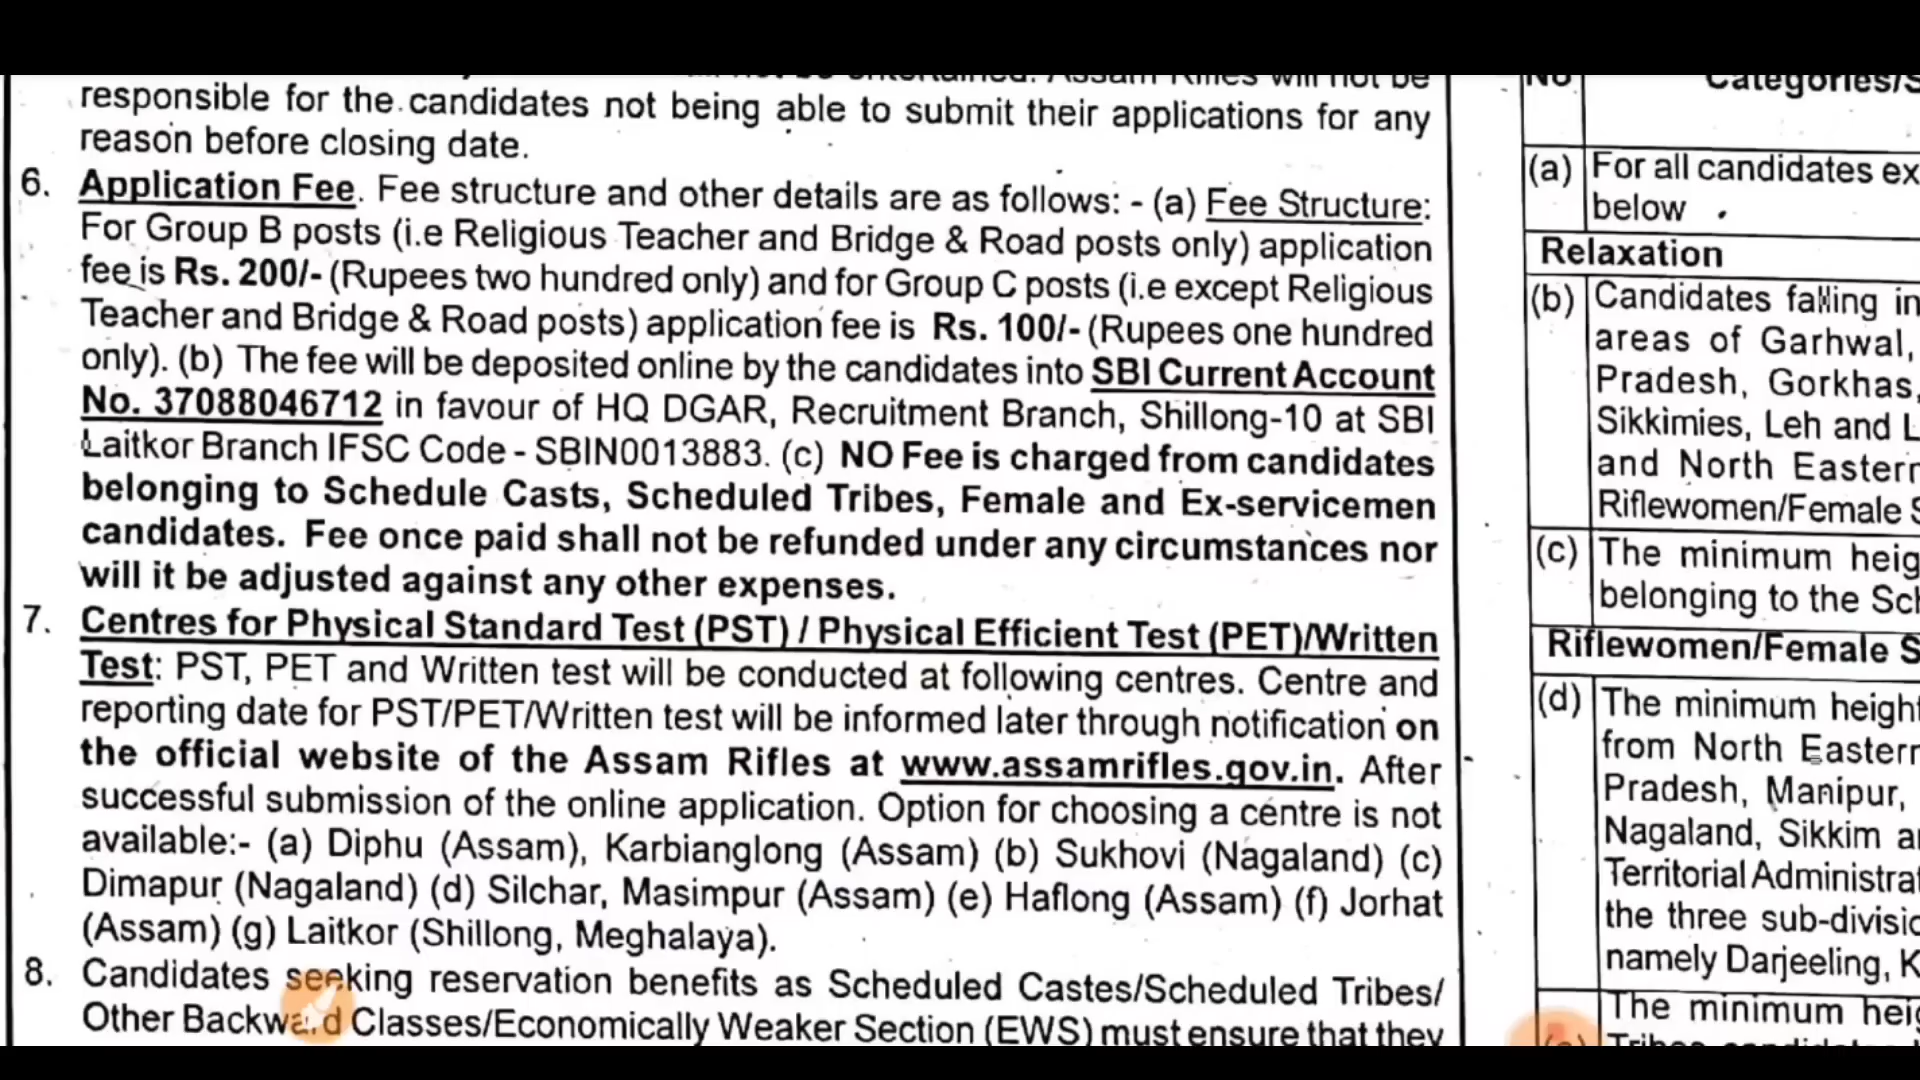 responsible for the candidates not being able to submit their applications for any
reason before closing date.
6. Application Fee. Fee structure and other details are as follows: - (a) Fee Structure:
For Group B posts (i.e Religious Teacher and Bridge & Road posts only) application
fee is Rs. 200/- (Rupees two hundred only) and for Group C posts (i.e except Religious
Teacher and Bridge & Road posts) application fee is Rs. 100/- (Rupees one hundred
only). (b) The fee will be deposited online by the candidates into SBI Current Account
No. 37088046712 in favour of HQ DGAR, Recruitment Branch, Shillong-10 at SBI
Laitkor Branch IFSC Code - SBIN0013883. (c) NO Fee is charged from candidates
belonging to Schedule Casts, Scheduled Tribes, Female and Ex-servicemen
candidates. Fee once paid shall not be refunded under any circumstances nor
will it be adjusted against any other expenses.
7. Centres for Physical Standard Test (PST) / Physical Efficient Test (PET)/Written
Test: PST, PET and Written test will be conducted at following centres. Centre and
reporting date for PST/PET/Written test will be informed later through notification on
the official website of the Assam Rifles at www.assamrifles.gov.in. After
successful submission of the online application. Option for choosing a centre is not
available:- (a) Diphu (Assam), Karbianglong (Assam) (b) Sukhovi (Nagaland) (c)
Dimapur (Nagaland) (d) Silchar, Masimpur (Assam) (e) Haflong (Assam) (f) Jorhat
(Assam) (g) Laitkor (Shillong, Meghalaya).
8. Candidates seeking reservation benefits as Scheduled Castes/Scheduled Tribes/
Other Backward Classes/Economically Weaker Section (EWS) must ensure that they
No Categories/S
(a) For all candidates ex
below
Relaxation
(b) Candidates falling in
areas of Garhwal,
Pradesh, Gorkhas,
Sikkimies, Leh and L
and North Eastern
Riflewomen/Female S
(c) The minimum heig
belonging to the Sch
Riflewomen/Female S
(d) The minimum height
from North Eastern
Pradesh, Manipur,
Nagaland, Sikkim a
Territorial Administrat
the three sub-divisio
namely Darjeeling, K
The minimum heig